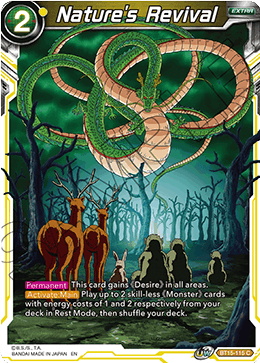 2
Nature's Revival
EXTRA
Permanent This card gains 《Desire》 in all areas.
Activate:Main Play up to 2 skill-less 《Monster》 cards
with energy costs of 1 and 2 respectively from your
deck in Rest Mode, then shuffle your deck.
©B.S./S., T.A.
BANDAI MADE IN JAPAN EN
UW
BT15-115 C